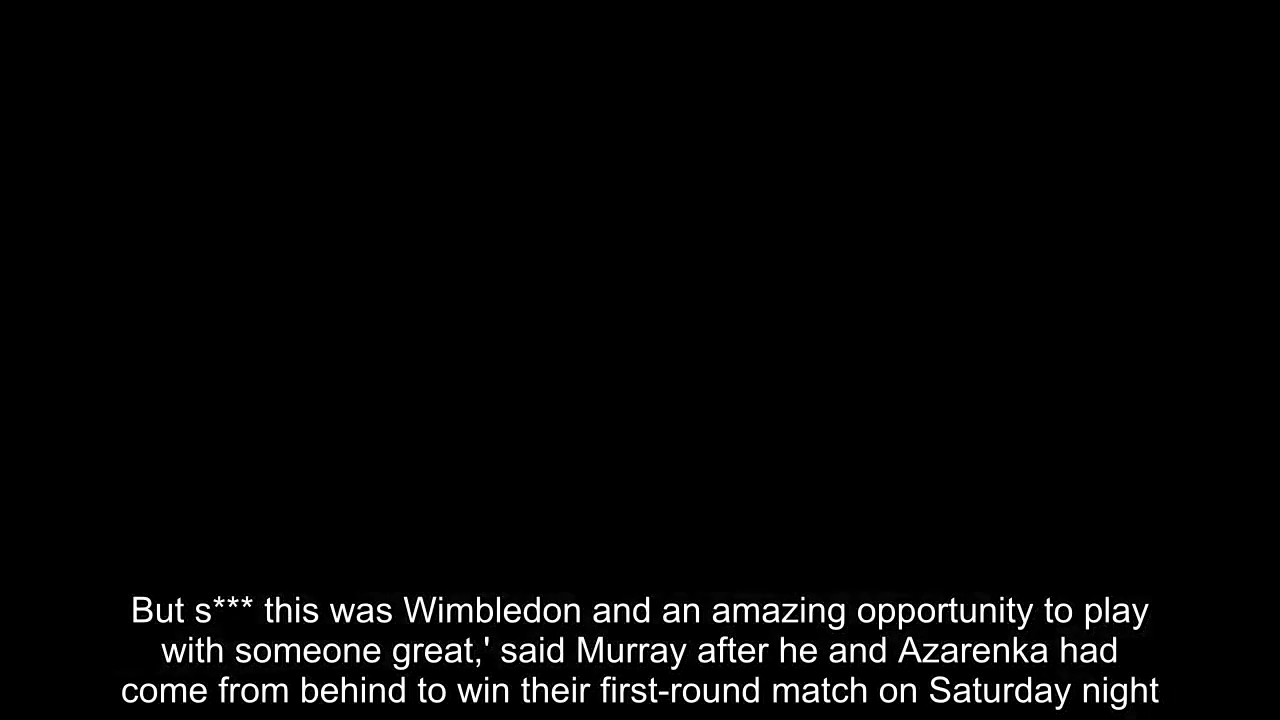 But s*** this was Wimbledon and an amazing opportunity to play
with someone great,' said Murray after he and Azarenka had
come from behind to win their first-round match on Saturday night